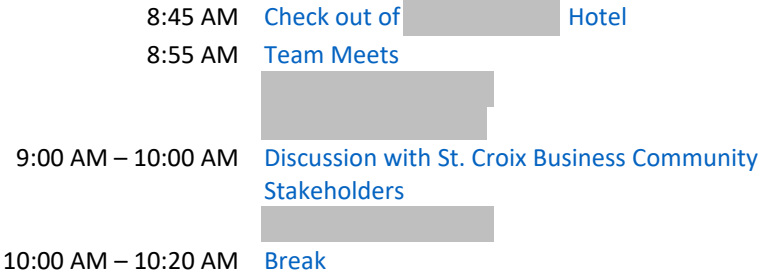 8:45 AM Check out of Hotel
8:55 AM Team Meets
9:00 AM – 10:00 AM Discussion with St. Croix Business Community
Stakeholders
10:00 AM – 10:20 AM Break